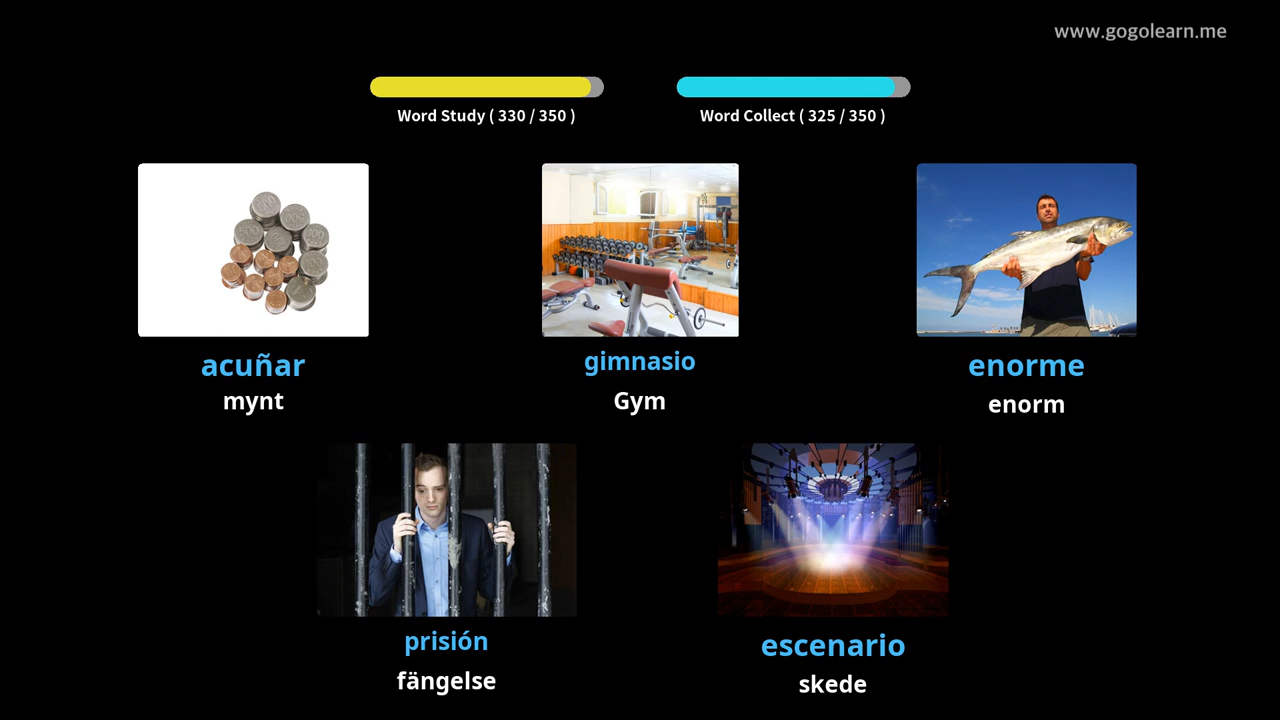 www.gogolearn.me
Word Study ( 330 / 350 )
Word Collect ( 325 / 350 )
acuñar
mynt
gimnasio
Gym
enorme
enorm
prisión
fängelse
escenario
skede